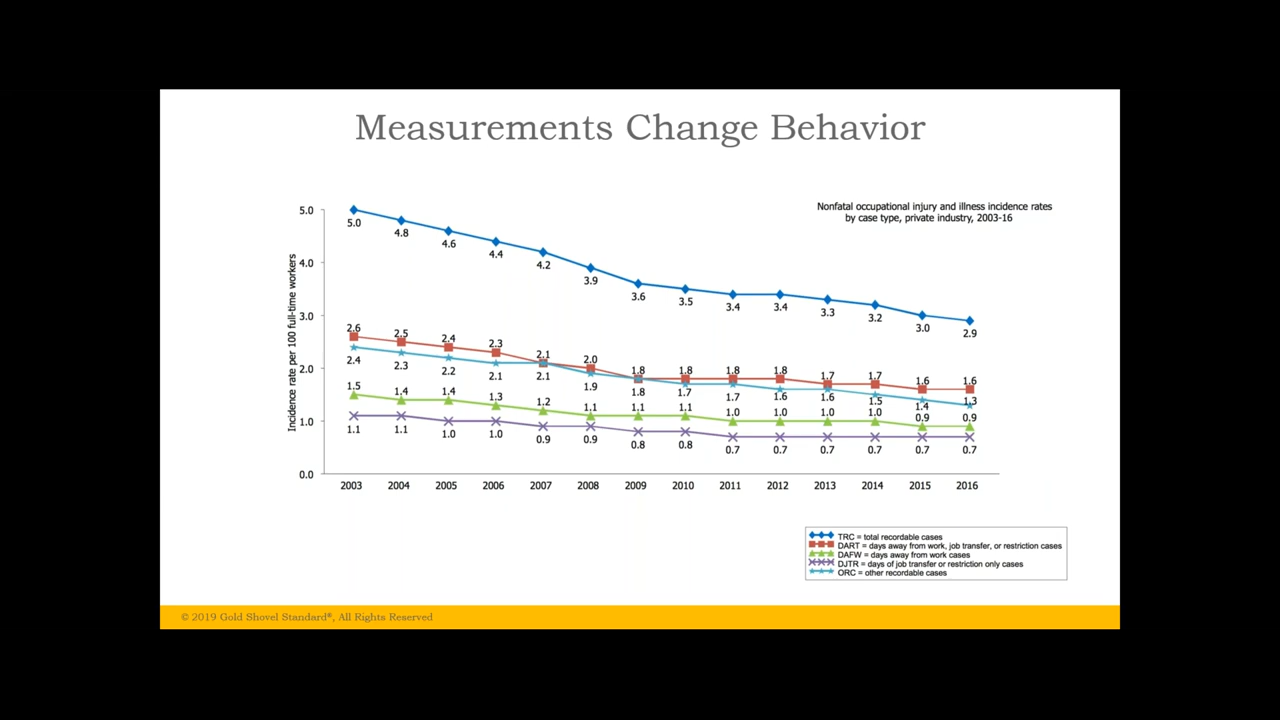 Measurements Change Behavior
Nonfatal occupational injury and illness incidence rates
by case type, private industry, 2003-16
Incidence rate per 100 full-time workers
5.0
4.0
3.0
2.0
1.0
0.0
5.0 4.8 4.6 4.4 4.2 3.9 3.6 3.5 3.4 3.4 3.3 3.2 3.0 2.9
2.6 2.5 2.4 2.3 2.1 2.0 1.8 1.8 1.8 1.8 1.7 1.7 1.6 1.6
2.4 2.3 2.2 2.1 2.1 1.9 1.8 1.7 1.7 1.6 1.6 1.5 1.4 1.3
1.5 1.4 1.4 1.3 1.2 1.1 1.1 1.1 1.0 1.0 1.0 1.0 0.9 0.9
1.1 1.1 1.0 1.0 0.9 0.9 0.8 0.8 0.7 0.7 0.7 0.7 0.7 0.7
2003 2004 2005 2006 2007 2008 2009 2010 2011 2012 2013 2014 2015 2016
TRC = total recordable cases
DART = days away from work, job transfer, or restriction cases
DAFW = days away from work cases
DJTR = days of job transfer or restriction only cases
ORC = other recordable cases
© 2019 Gold Shovel Standard®, All Rights Reserved